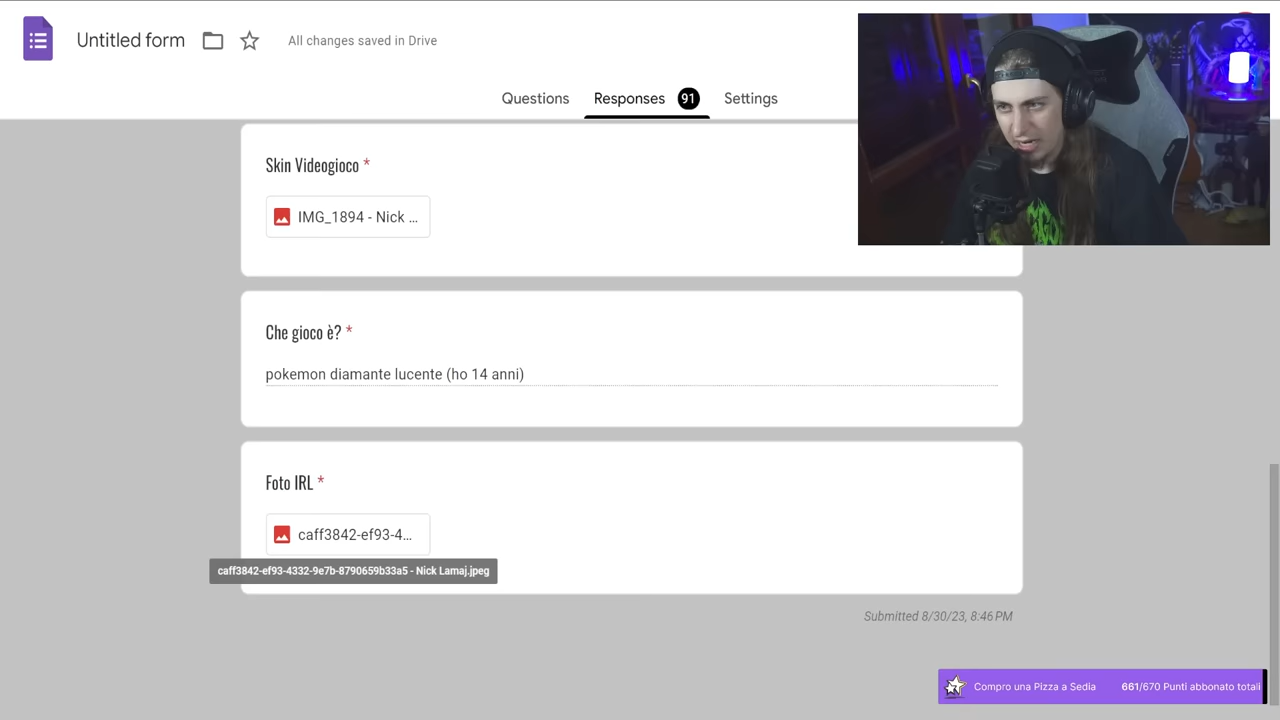 Untitled form
All changes saved in Drive
Questions
Responses 91
Settings
Skin Videogioco *
IMG_1894 - Nick ...
Che gioco è? *
pokemon diamante lucente (ho 14 anni)
Foto IRL *
caff3842-ef93-4...
caff3842-ef93-4332-9e7b-8790659b33a5 - Nick Lamaj.jpeg
Submitted 8/30/23, 8:46 PM
Compro una Pizza a Sedia 661/670 Punti abbonato totali